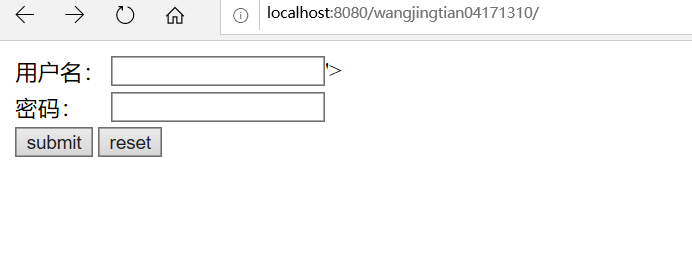 localhost:8080/wangjingtian04171310/
用户名： '>
密码：
submit reset